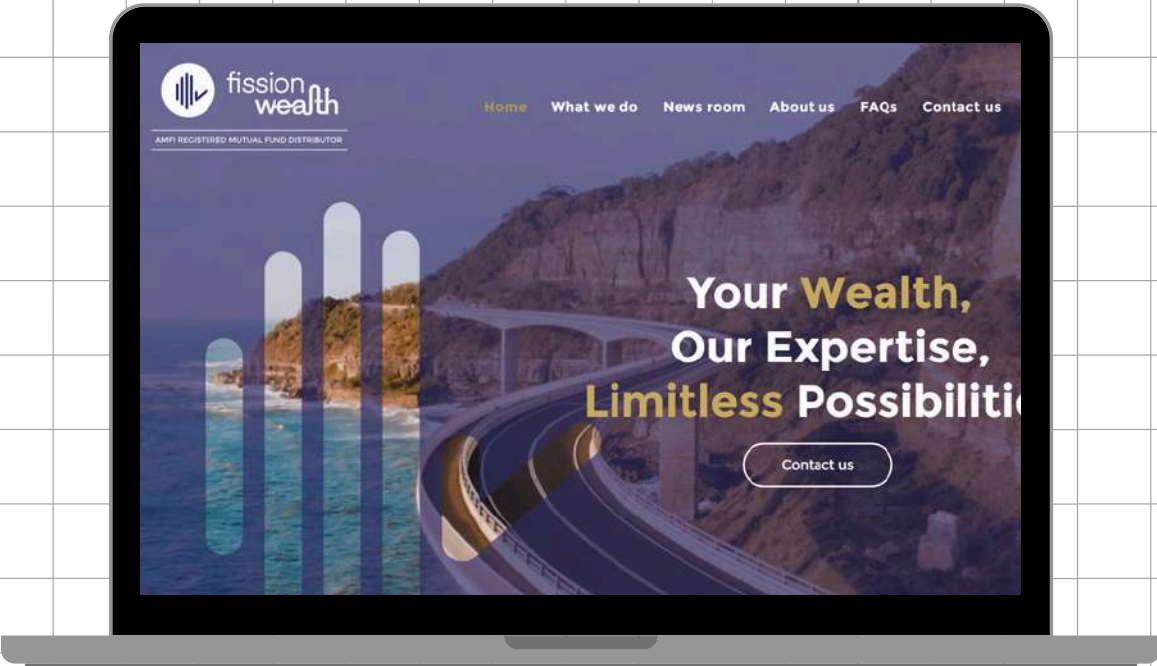 fission
wealth
AMFI REGISTERED MUTUAL FUND DISTRIBUTOR
Home What we do News room About us FAQs Contact us
Your Wealth,
Our Expertise,
Limitless Possibilitie
Contact us